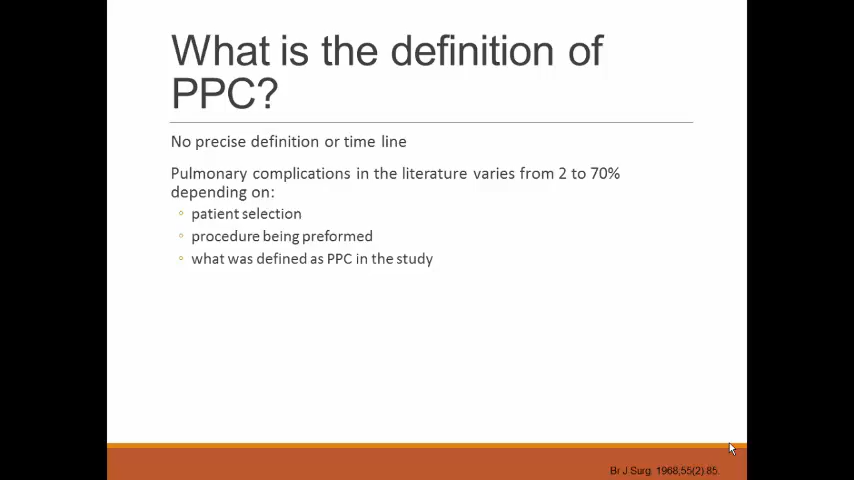 What is the definition of
PPC?
No precise definition or time line
Pulmonary complications in the literature varies from 2 to 70%
depending on:
◦ patient selection
◦ procedure being preformed
◦ what was defined as PPC in the study
Br J Surg. 1968;55(2):85.